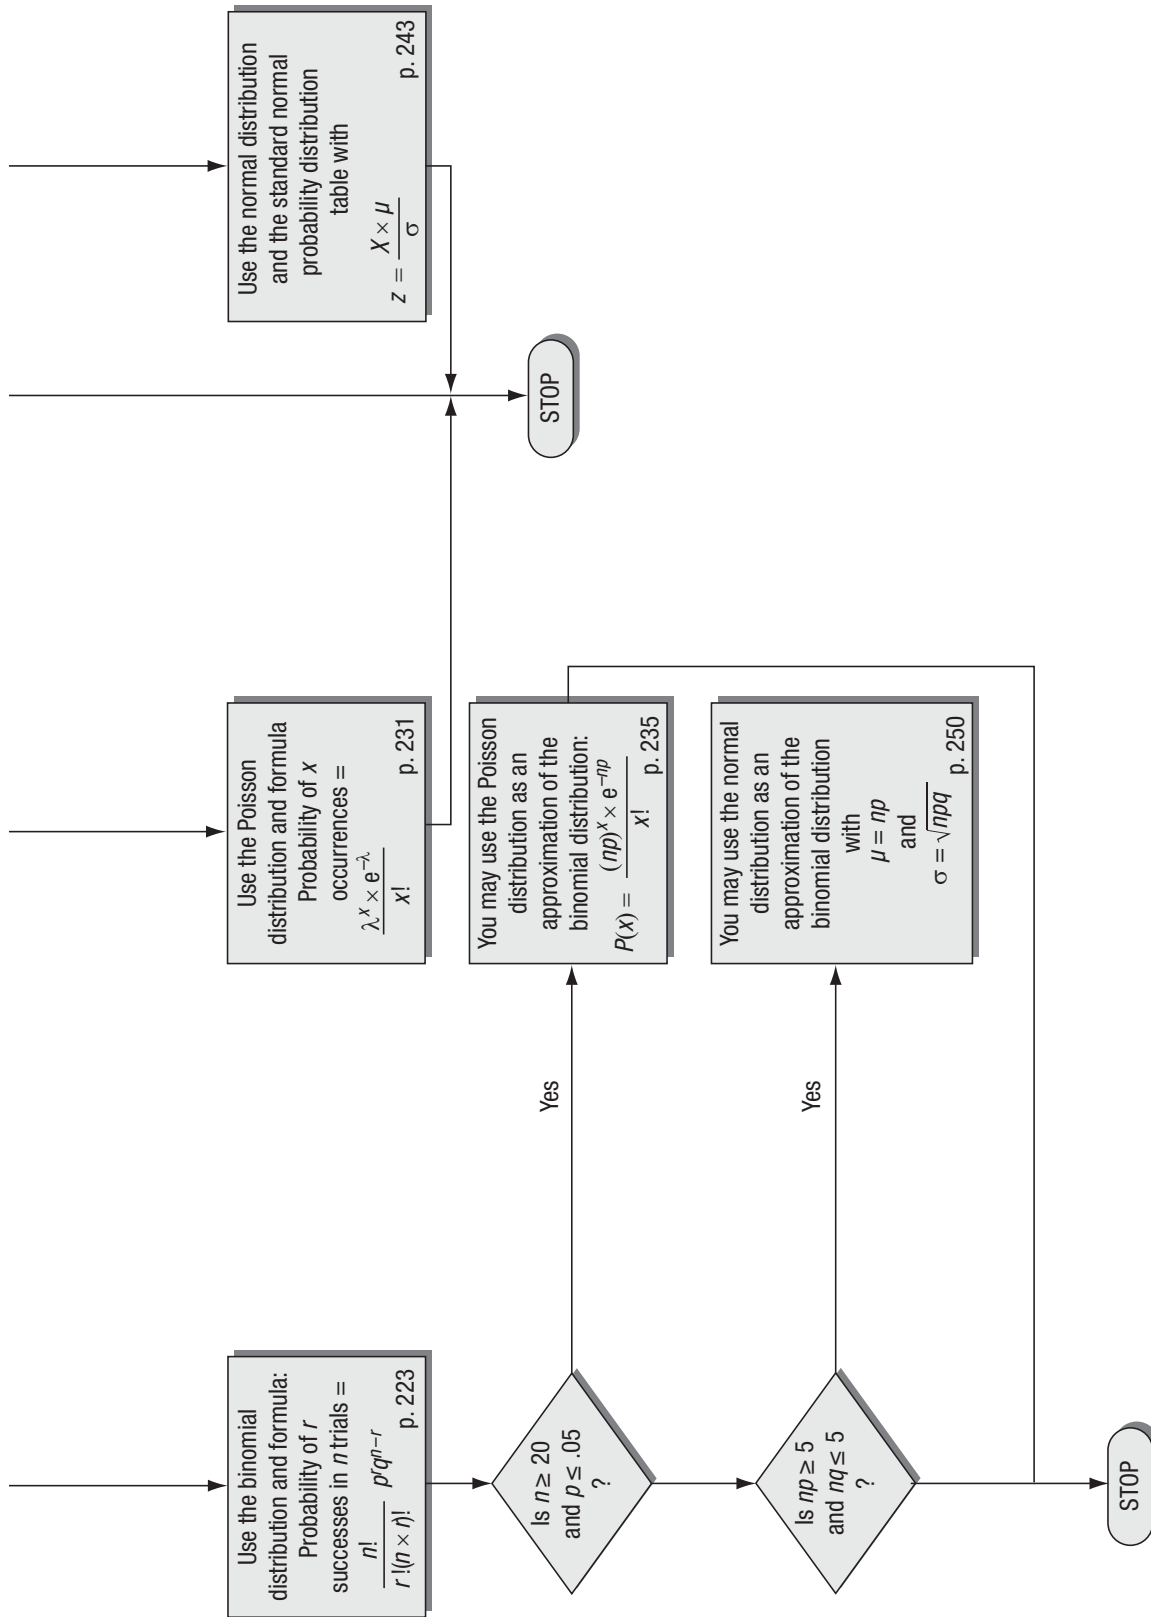 Use the binomial
distribution and formula:
Probability of r
successes in n trials =
n!
r !(n × r)!
p^r q^{n–r}
p. 223
Is n ≥ 20
and p ≤ .05
?
Yes
Is np ≥ 5
and nq ≤ 5
?
Yes
STOP
Use the Poisson
distribution and formula
Probability of x
occurrences =
λ^x × e^{–λ}
x!
p. 231
You may use the Poisson
distribution as an
approximation of the
binomial distribution:
P(x) = (np)^x × e^{–np}
x!
p. 235
You may use the normal
distribution as an
approximation of the
binomial distribution
with
μ = np
and
σ = √npq
p. 250
Use the normal distribution
and the standard normal
probability distribution
table with
z = X × μ
σ
p. 243
STOP